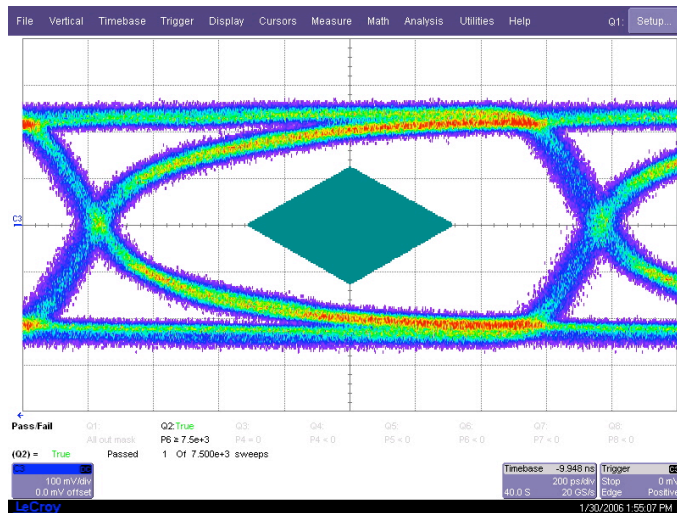 File Vertical Timebase Trigger Display Cursors Measure Math Analysis Utilities Help Q1: Setup...
C3
Pass/Fail Q1: Q2:True Q3: Q4: Q5: Q6: Q7: Q8:
All out mask P6 ≥ 7.5e+3 P4 < 0 P4 < 0 P5 < 0 P6 < 0 P7 < 0 P8 < 0
(Q2) = True Passed 1 Of 7.500e+3 sweeps
C3 DC
100 mV/div
0.0 mV offset
Timebase -9.948 ns Trigger
200 ps/div Stop 0 mV
40.0 S 20 GS/s Edge Positive
LeCroy 1/30/2006 1:55:07 PM